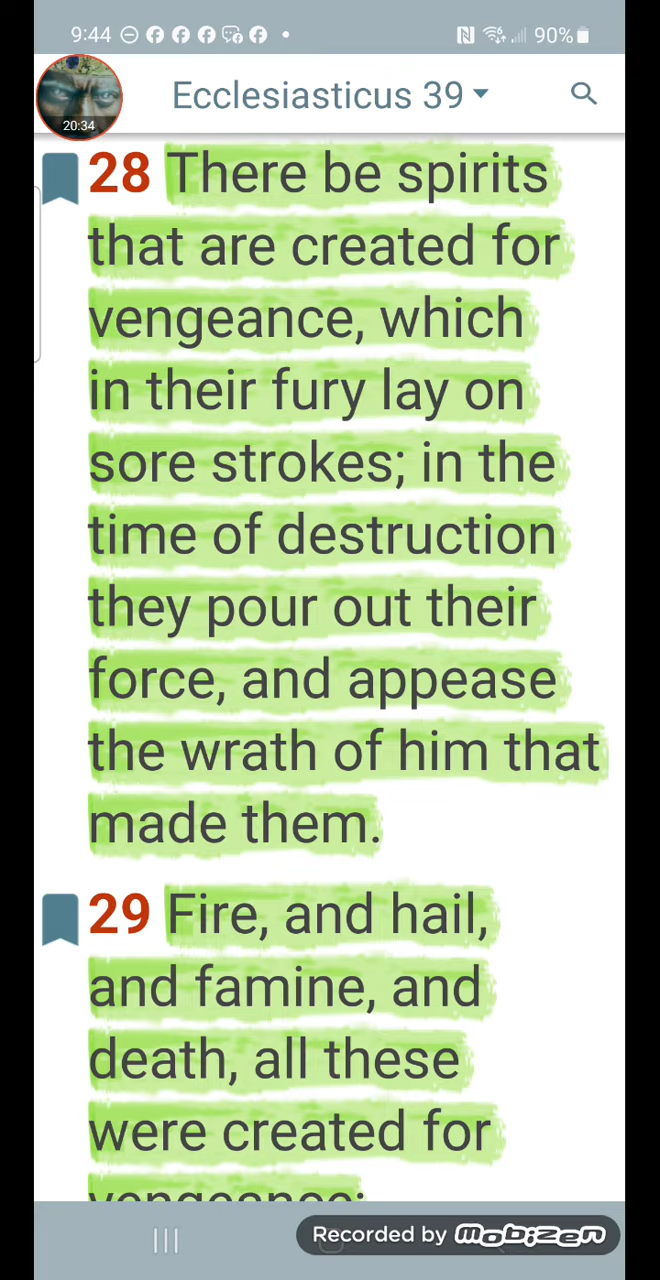 9:44 90%
20:34
Ecclesiasticus 39
28 There be spirits
that are created for
vengeance, which
in their fury lay on
sore strokes; in the
time of destruction
they pour out their
force, and appease
the wrath of him that
made them.
29 Fire, and hail,
and famine, and
death, all these
were created for
vengeance;
Recorded by mobizen